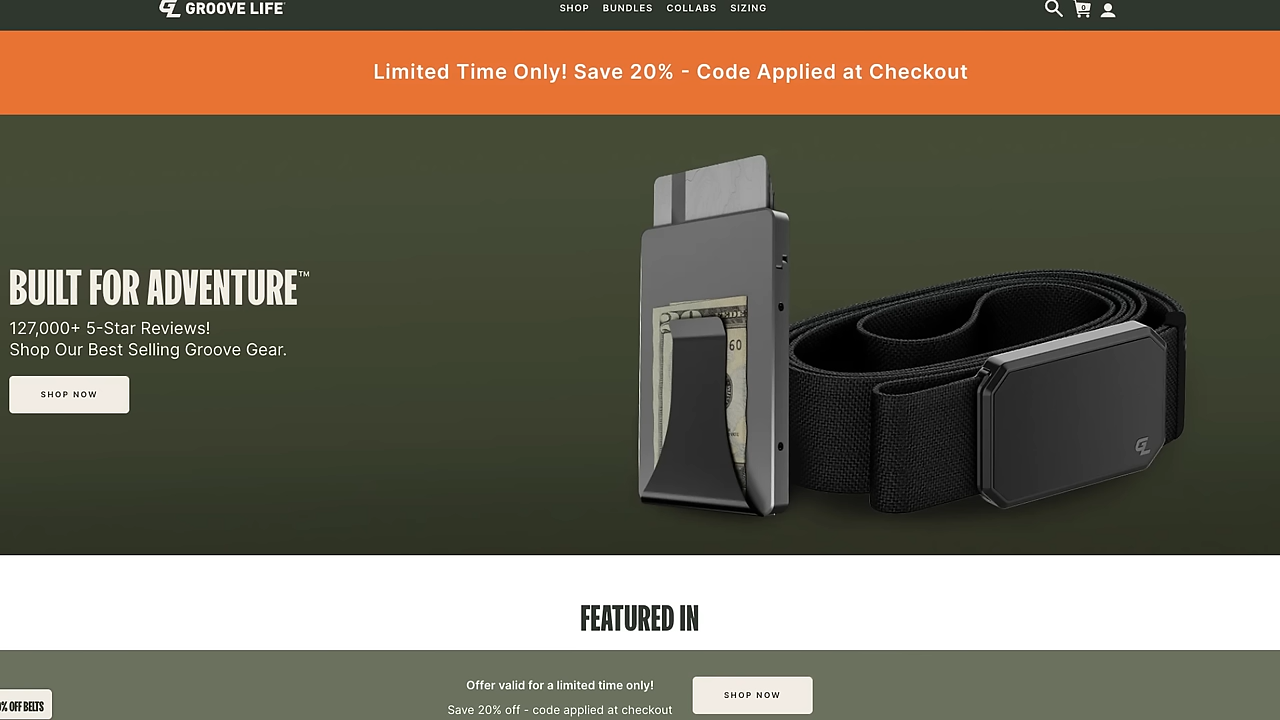 GROOVE LIFE
SHOP BUNDLES COLLABS SIZING
0
Limited Time Only! Save 20% - Code Applied at Checkout
BUILT FOR ADVENTURE™
127,000+ 5-Star Reviews!
Shop Our Best Selling Groove Gear.
SHOP NOW
60
GL
FEATURED IN
Offer valid for a limited time only!
SHOP NOW
Save 20% off - code applied at checkout
% OFF BELTS